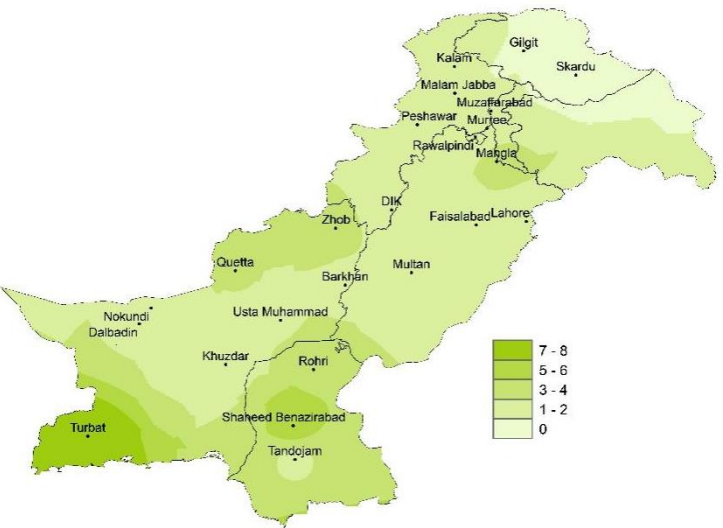 Gilgit
Kalam
Skardu
Malam Jabba
Muzaffarabad
Peshawar
Murree
Rawalpindi
Mangla
DIK
Zhob
Faisalabad
Lahore
Quetta
Multan
Barkhan
Nokundi
Usta Muhammad
Dalbadin
Khuzdar
Rohri
Turbat
Shaheed Benazirabad
Tandojam
7 - 8
5 - 6
3 - 4
1 - 2
0